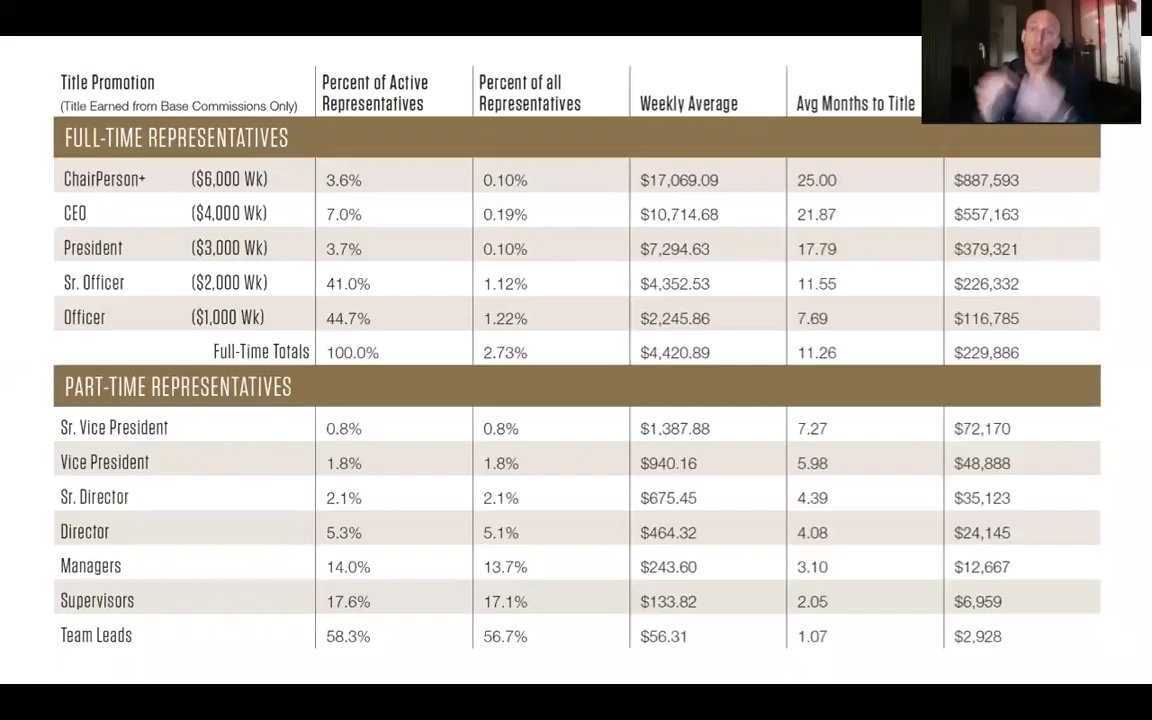 Title Promotion
(Title Earned from Base Commissions Only)
Percent of Active
Representatives
Percent of all
Representatives
Weekly Average
Avg Months to Title
FULL-TIME REPRESENTATIVES
ChairPerson+ ($6,000 Wk) 3.6% 0.10% $17,069.09 25.00 $887,593
CEO ($4,000 Wk) 7.0% 0.19% $10,714.68 21.87 $557,163
President ($3,000 Wk) 3.7% 0.10% $7,294.63 17.79 $379,321
Sr. Officer ($2,000 Wk) 41.0% 1.12% $4,352.53 11.55 $226,332
Officer ($1,000 Wk) 44.7% 1.22% $2,245.86 7.69 $116,785
Full-Time Totals 100.0% 2.73% $4,420.89 11.26 $229,886
PART-TIME REPRESENTATIVES
Sr. Vice President 0.8% 0.8% $1,387.88 7.27 $72,170
Vice President 1.8% 1.8% $940.16 5.98 $48,888
Sr. Director 2.1% 2.1% $675.45 4.39 $35,123
Director 5.3% 5.1% $464.32 4.08 $24,145
Managers 14.0% 13.7% $243.60 3.10 $12,667
Supervisors 17.6% 17.1% $133.82 2.05 $6,959
Team Leads 58.3% 56.7% $56.31 1.07 $2,928